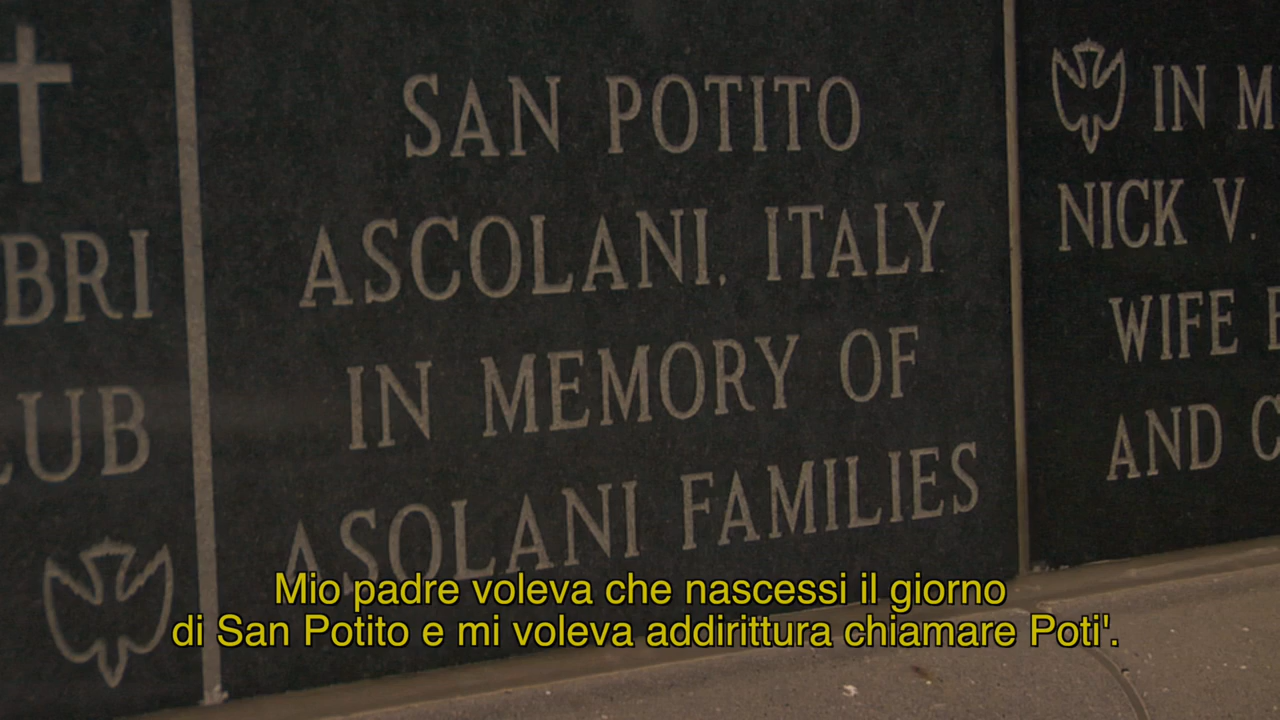 SAN POTITO
ASCOLANI, ITALY
IN MEMORY OF
ASOLANI FAMILIES
BRI
UB
IN M
NICK V.
WIFE E
AND C
Mio padre voleva che nascessi il giorno
di San Potito e mi voleva addirittura chiamare Poti'.